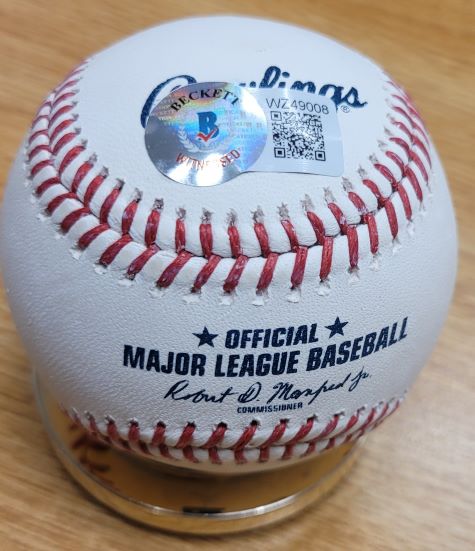 Rawlings®
BECKETT
WZ49008
B
WITNESSED
★ OFFICIAL ★
MAJOR LEAGUE BASEBALL
Robert D. Manfred Jr.
COMMISSIONER